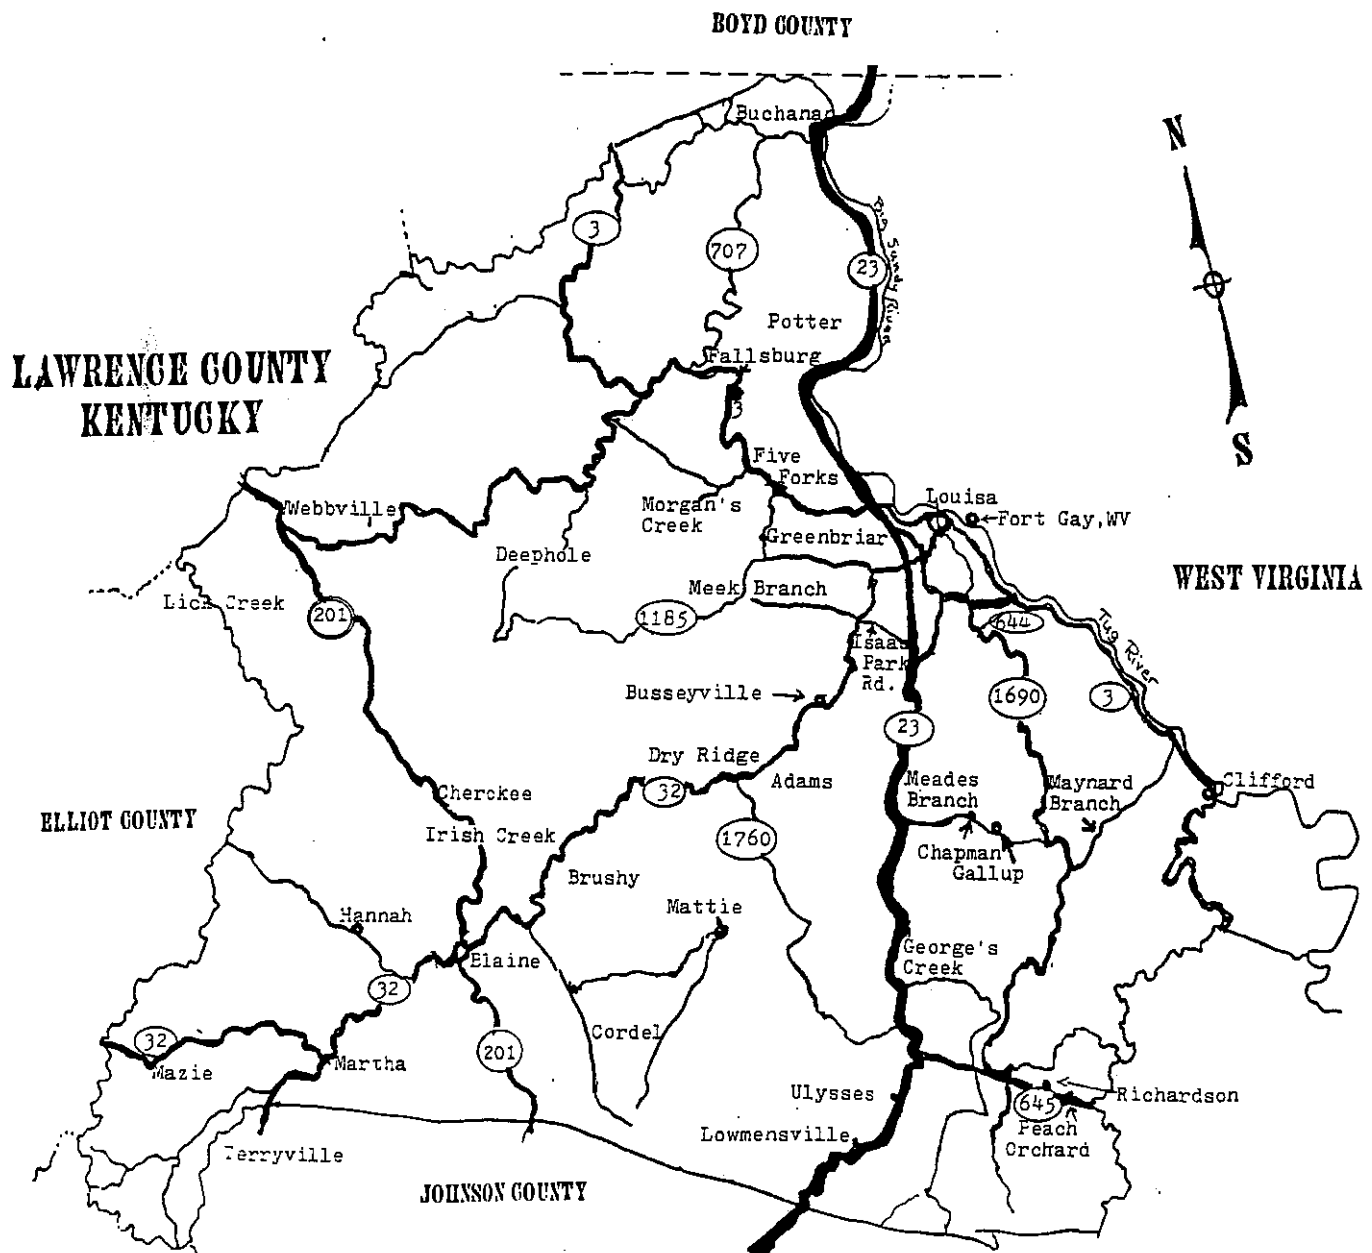 BOYD COUNTY
Buchanan
N
3
707
Big Sandy River
23
Potter
LAWRENCE COUNTY
KENTUCKY
Fallsburg
3
S
Five
Forks
Louisa
Webbville
Morgan's
Creek
Fort Gay,WV
Greenbriar
Deephole
WEST VIRGINIA
Meek Branch
Lick Creek
201
1185
644
Tug River
Isaac
Park
Rd.
Busseyville
1690
3
23
Dry Ridge
Adams
Meades
Branch
Maynard
Branch
Clifford
32
Cherokee
ELLIOT COUNTY
Irish Creek
1760
Chapman
Gallup
Brushy
Mattie
Hannah
George's
Creek
Blaine
32
Cordel
32
201
Mazie
Martha
Ulysses
645
Richardson
Peach
Orchard
Lowmensville
Terryville
JOHNSON COUNTY